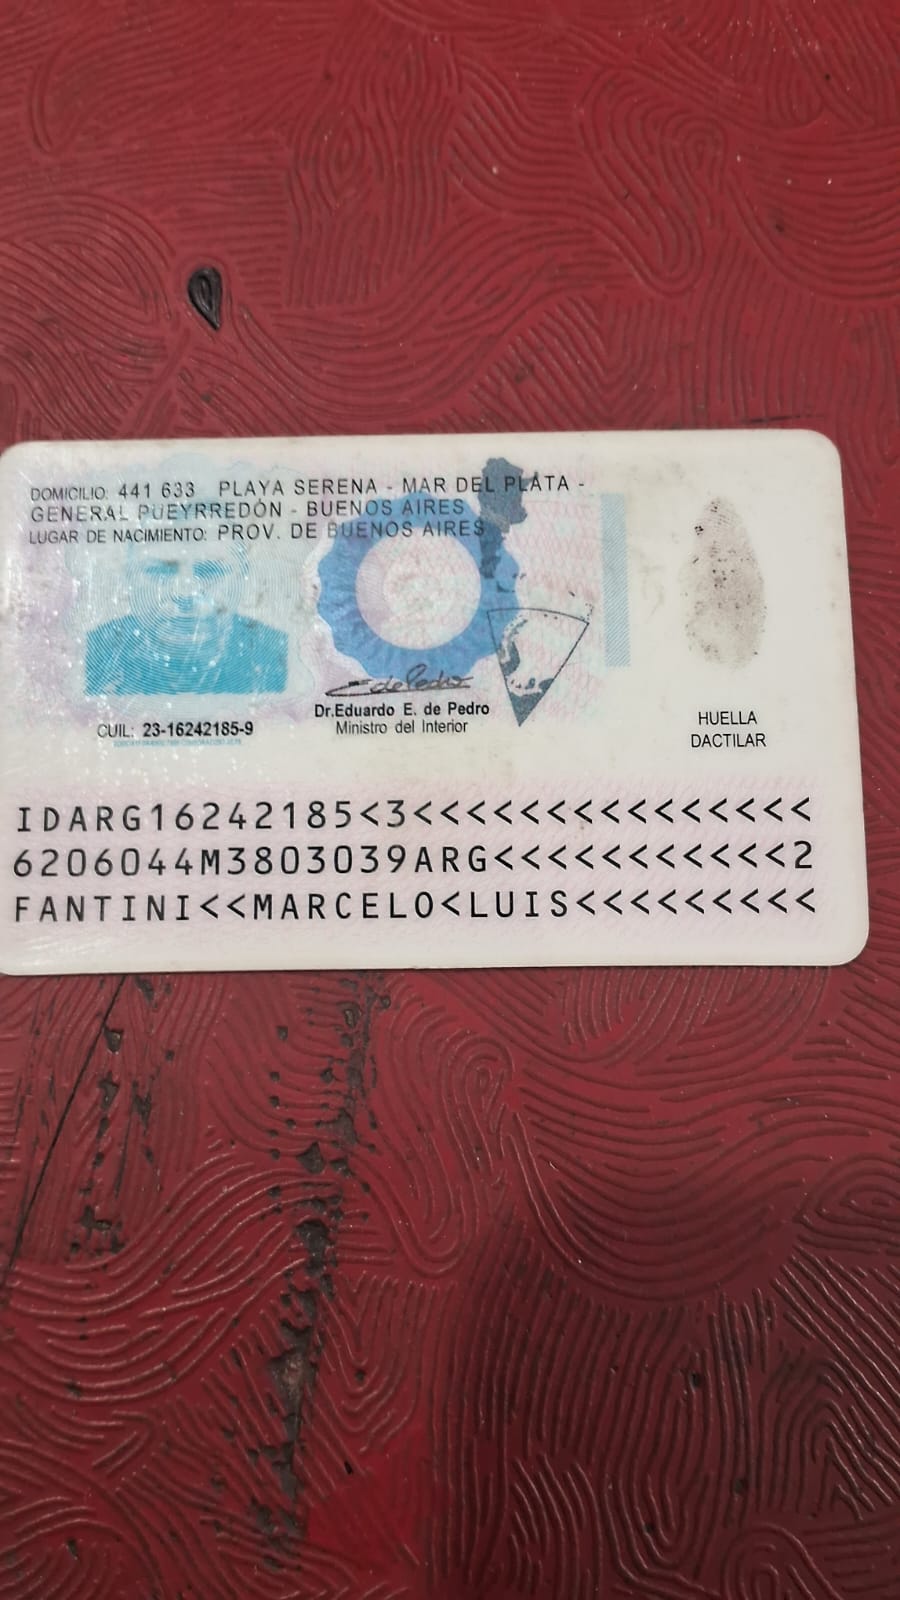 DOMICILIO: 441 633 PLAYA SERENA - MAR DEL PLATA -
GENERAL PUEYRREDÓN - BUENOS AIRES
LUGAR DE NACIMIENTO: PROV. DE BUENOS AIRES
Dr.Eduardo E. de Pedro
Ministro del Interior
CUIL: 23-16242185-9
HUELLA
DACTILAR
IDARG16242185<3<<<<<<<<<<<<<<<
6206044M3803039ARG<<<<<<<<<<<2
FANTINI<<MARCELO<LUIS<<<<<<<<<